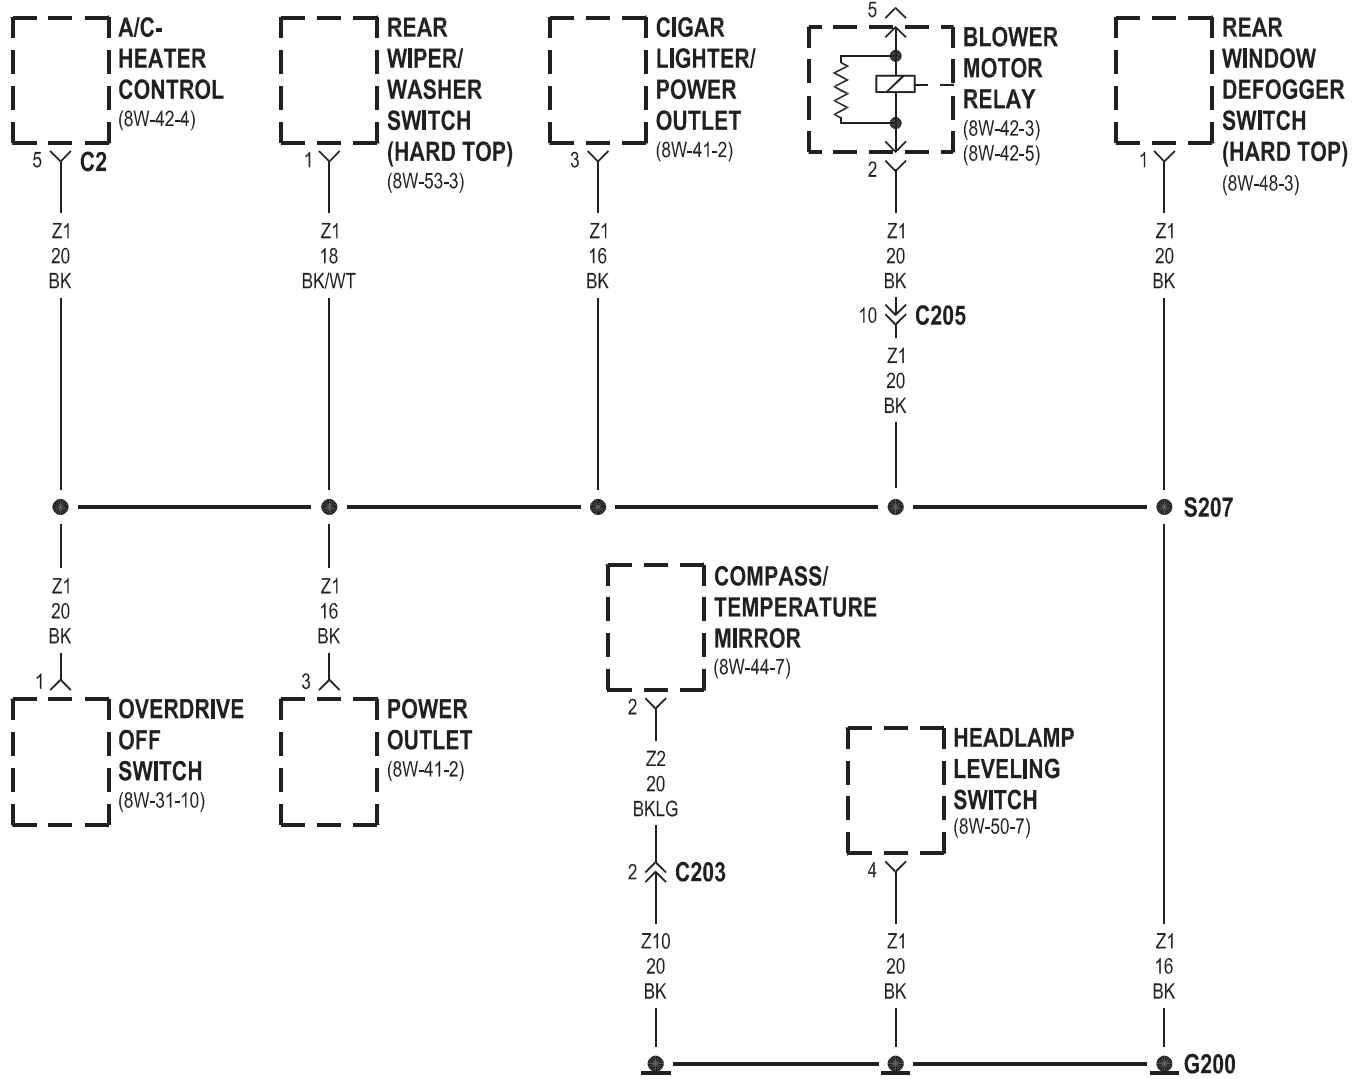 A/C-
HEATER
CONTROL
(8W-42-4)
5
C2
Z1
20
BK
REAR
WIPER/
WASHER
SWITCH
(HARD TOP)
(8W-53-3)
1
Z1
18
BK/WT
CIGAR
LIGHTER/
POWER
OUTLET
(8W-41-2)
3
Z1
16
BK
5
BLOWER
MOTOR
RELAY
(8W-42-3)
(8W-42-5)
2
Z1
20
BK
10
C205
Z1
20
BK
REAR
WINDOW
DEFOGGER
SWITCH
(HARD TOP)
(8W-48-3)
1
Z1
20
BK
S207
Z1
20
BK
1
OVERDRIVE
OFF
SWITCH
(8W-31-10)
Z1
16
BK
3
POWER
OUTLET
(8W-41-2)
COMPASS/
TEMPERATURE
MIRROR
(8W-44-7)
2
Z2
20
BKLG
2
C203
Z10
20
BK
HEADLAMP
LEVELING
SWITCH
(8W-50-7)
4
Z1
20
BK
Z1
16
BK
G200